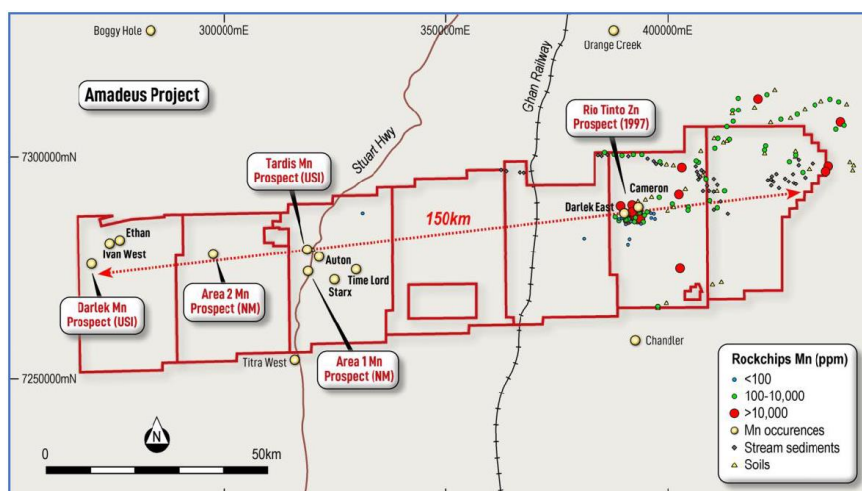 300000mE
350000mE
400000mE
Boggy Hole
Orange Creek
Amadeus Project
Stuart Hwy
Ghan Railway
Rio Tinto Zn
Prospect (1997)
7300000mN
Tardis Mn
Prospect (USI)
Cameron
Darlek East
150km
Ethan
Ivan West
Auton
Time Lord
Starx
Darlek Mn
Prospect (USI)
Area 2 Mn
Prospect (NM)
Area 1 Mn
Prospect (NM)
Titra West
Chandler
7250000mN
N
0
50km
Rockchips Mn (ppm)
<100
100-10,000
>10,000
Mn occurences
Stream sediments
Soils